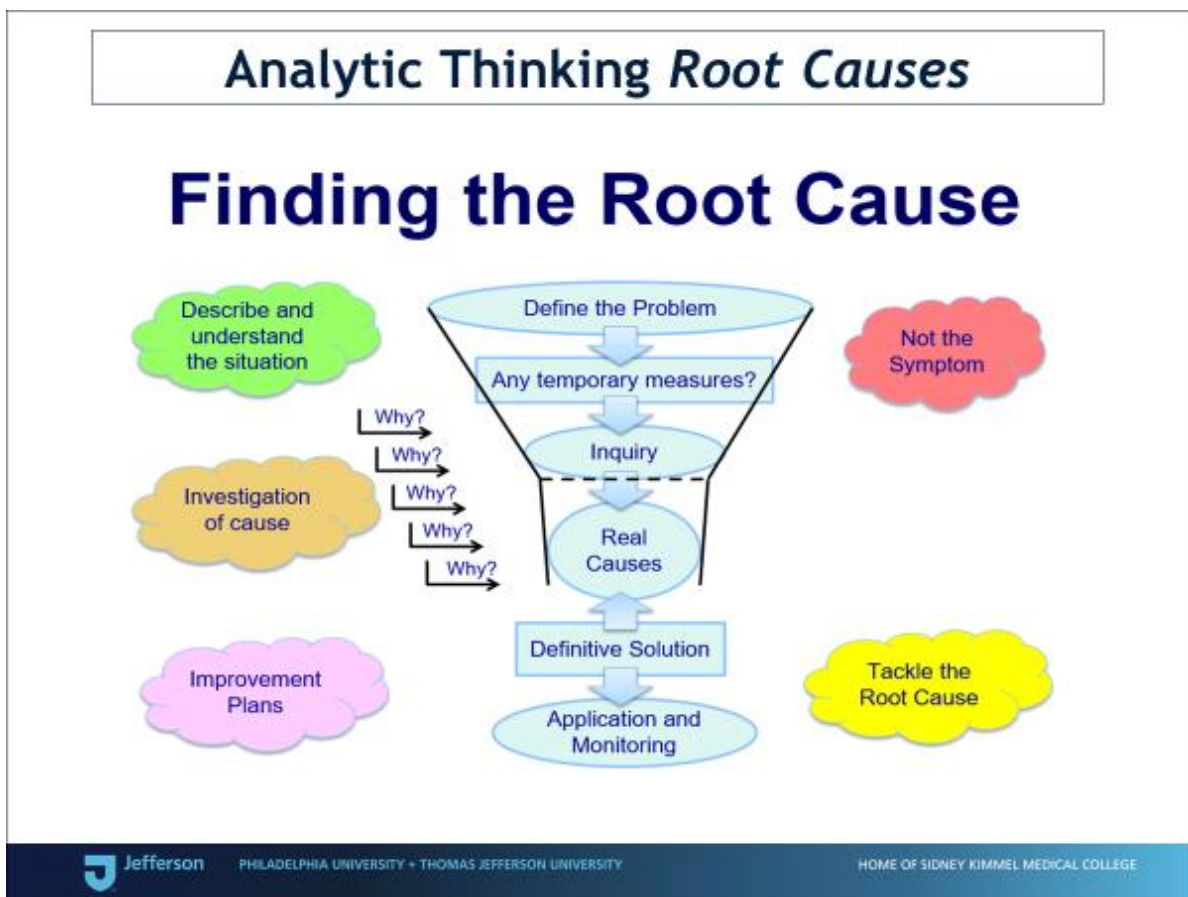 Analytic Thinking Root Causes
Finding the Root Cause
Describe and
understand
the situation
Define the Problem
Not the
Symptom
Any temporary measures?
Why?
Why?
Why?
Why?
Why?
Inquiry
Investigation
of cause
Real
Causes
Definitive Solution
Improvement
Plans
Tackle the
Root Cause
Application and
Monitoring
Jefferson
PHILADELPHIA UNIVERSITY + THOMAS JEFFERSON UNIVERSITY
HOME OF SIDNEY KIMMEL MEDICAL COLLEGE